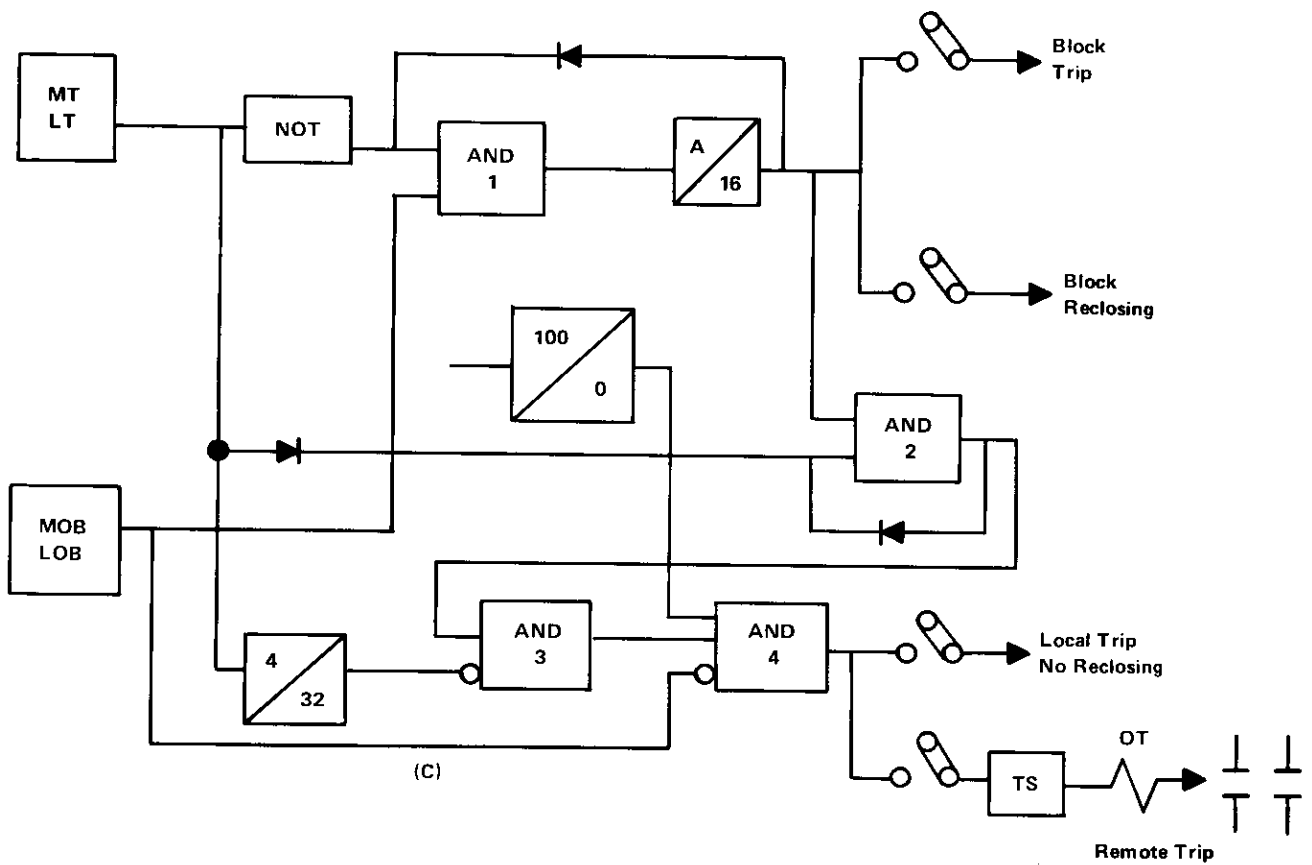 Block
Trip
MT
LT
NOT
AND
1
A
16
Block
Reclosing
100
0
AND
2
MOB
LOB
AND
3
AND
4
Local Trip
No Reclosing
4
32
OT
TS
(C)
Remote Trip